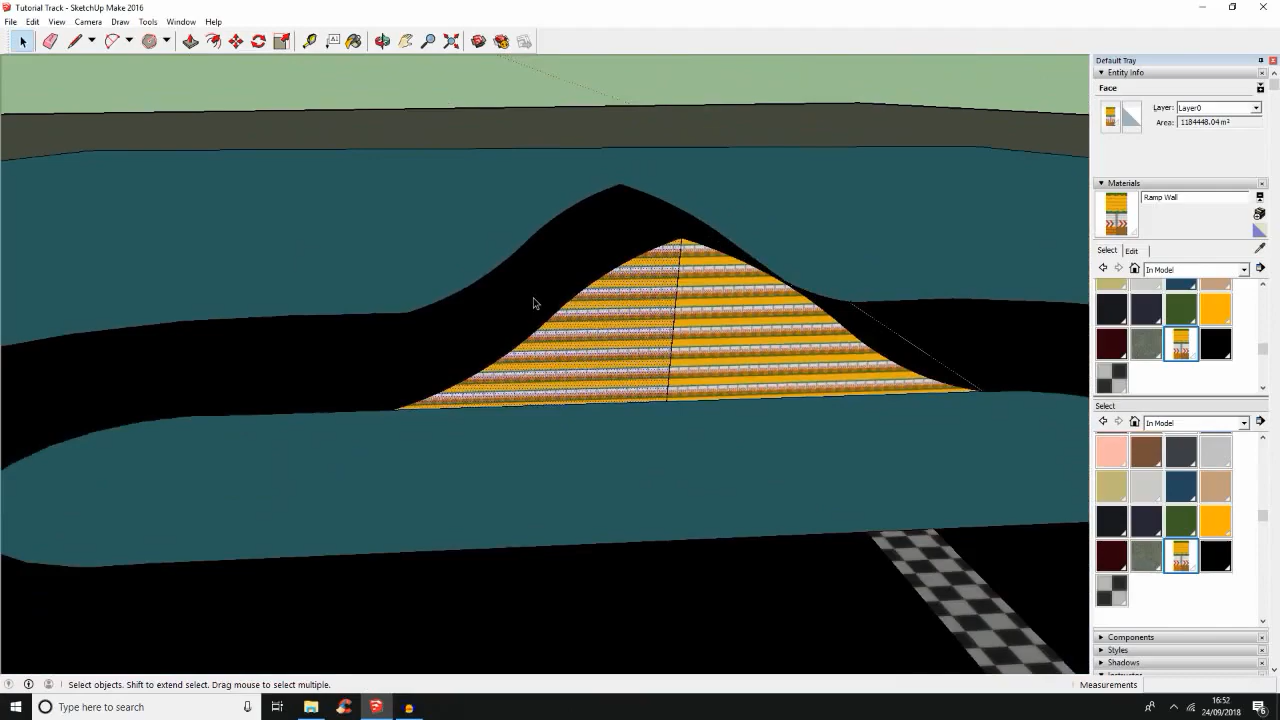 Tutorial Track - SketchUp Make 2016
File Edit View Camera Draw Tools Window Help
Default Tray
Entity Info
Face
Layer: Layer0
Area: 1184448.04 m²
Materials
Ramp Wall
Select Edit
In Model
Select
In Model
Components
Styles
Shadows
Select objects. Shift to extend select. Drag mouse to select multiple.
Measurements
Type here to search
16:52
24/09/2018